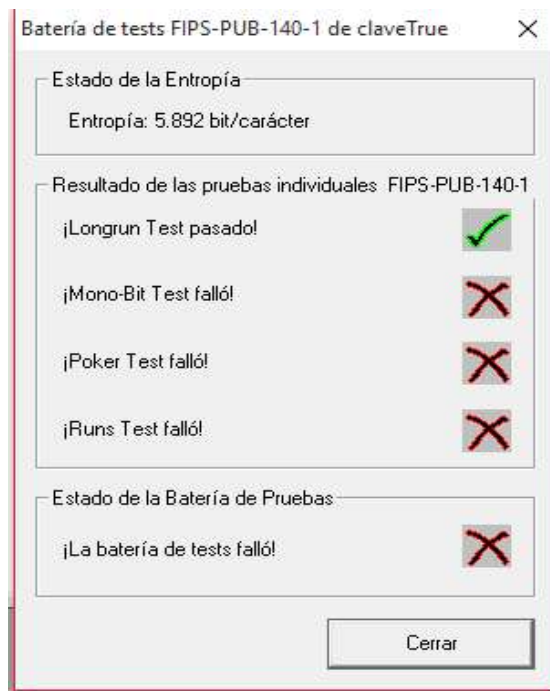 Batería de tests FIPS-PUB-140-1 de claveTrue
Estado de la Entropía
Entropía: 5.892 bit/carácter
Resultado de las pruebas individuales FIPS-PUB-140-1
¡Longrun Test pasado!
¡Mono-Bit Test falló!
¡Poker Test falló!
¡Runs Test falló!
Estado de la Batería de Pruebas
¡La batería de tests falló!
Cerrar